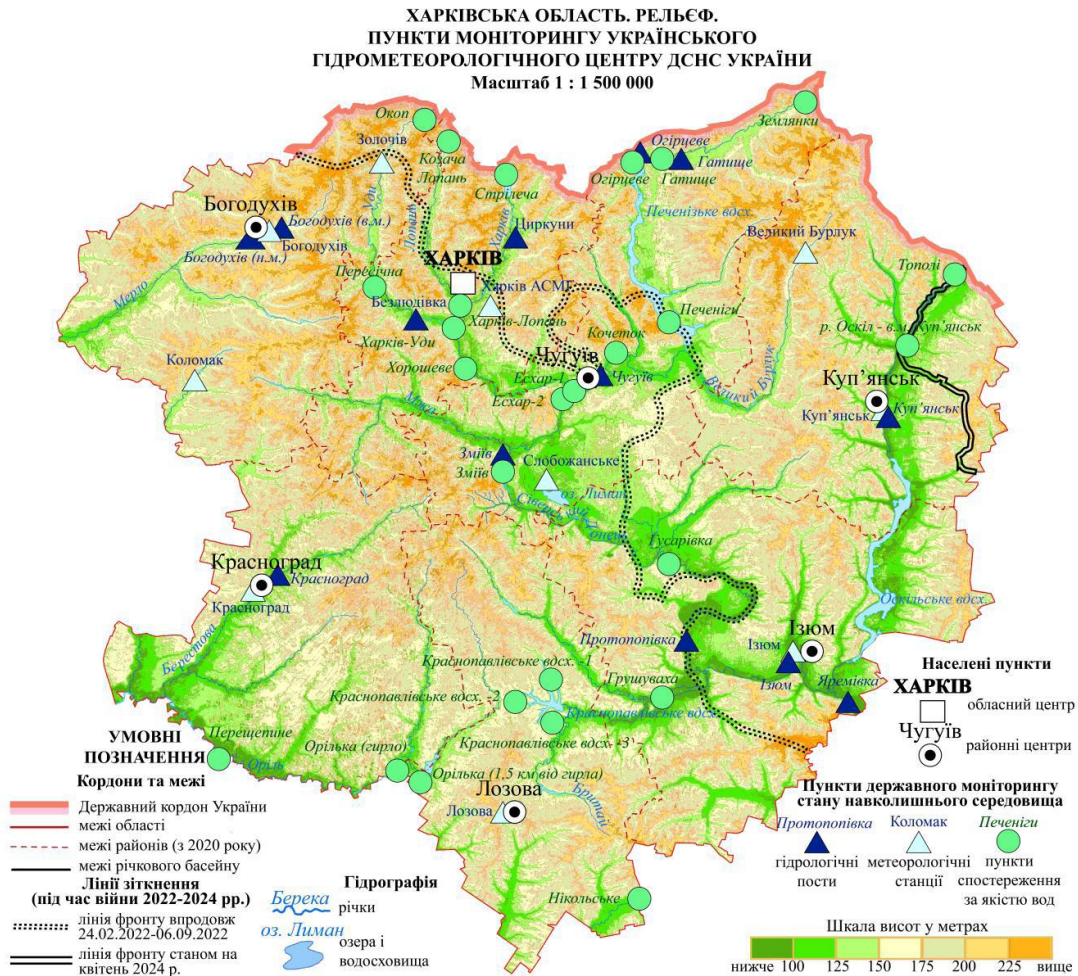 ХАРКІВСЬКА ОБЛАСТЬ. РЕЛЬЄФ.
ПУНКТИ МОНІТОРИНГУ УКРАЇНСЬКОГО
ГІДРОМЕТЕОРОЛОГІЧНОГО ЦЕНТРУ ДСНС УКРАЇНИ
Масштаб 1 : 1 500 000
Окоп
Землянки
Золочів
Козача
Лопань
Огірцеве
Гатище
Огірцеве
Гатище
Стрілеча
Уди
Лопань
Харків
Богодухів
Богодухів (в.м.)
Богодухів
Богодухів (н.м.)
Циркуни
Печенізьке вдсх.
Великий Бурлук
Мерло
Пересічна
ХАРКІВ
Харків АСМГ
Тополі
Безлюдівка
Харків-Лопань
Харків-Уди
Печеніги
Кочеток
р. Оскіл - в.м. Куп'янськ
Коломак
Хорошеве
Чугуїв
Есхар-1
Чугуїв
Есхар-2
Великий Бурлук
Куп'янськ
Куп'янськ
Куп'янськ
Мжа
Зміїв
Зміїв
Слобожанське
оз. Лиман
Сіверський Донець
Гусарівка
Красноград
Красноград
Красноград
Оскільське вдсх.
Берестова
Протопопівка
Ізюм
Ізюм
Ізюм
Яремівка
Краснопавлівське вдсх. -1
Грушуваха
Краснопавлівське вдсх. -2
Краснопавлівське вдсх.
Краснопавлівське вдсх. -3
Перещепине
Оріль
Орілька (гирло)
Орілька (1,5 км від гирла)
Лозова
Лозова
Бритай
Нікольське
Населені пункти
ХАРКІВ
обласний центр
Чугуїв
районні центри
Пункти державного моніторингу
стану навколишнього середовища
Протопопівка
Коломак
Печеніги
гідрологічні
пости
метеорологічні
станції
пункти
спостереження
за якістю вод
УМОВНІ
ПОЗНАЧЕННЯ
Кордони та межі
Державний кордон України
межі області
межі районів (з 2020 року)
межі річкового басейну
Лінії зіткнення
(під час війни 2022-2024 рр.)
лінія фронту впродовж
24.02.2022-06.09.2022
лінія фронту станом на
квітень 2024 р.
Гідрографія
Берека
річки
оз. Лиман
озера і
водосховища
Шкала висот у метрах
нижче 100 125 150 175 200 225 вище